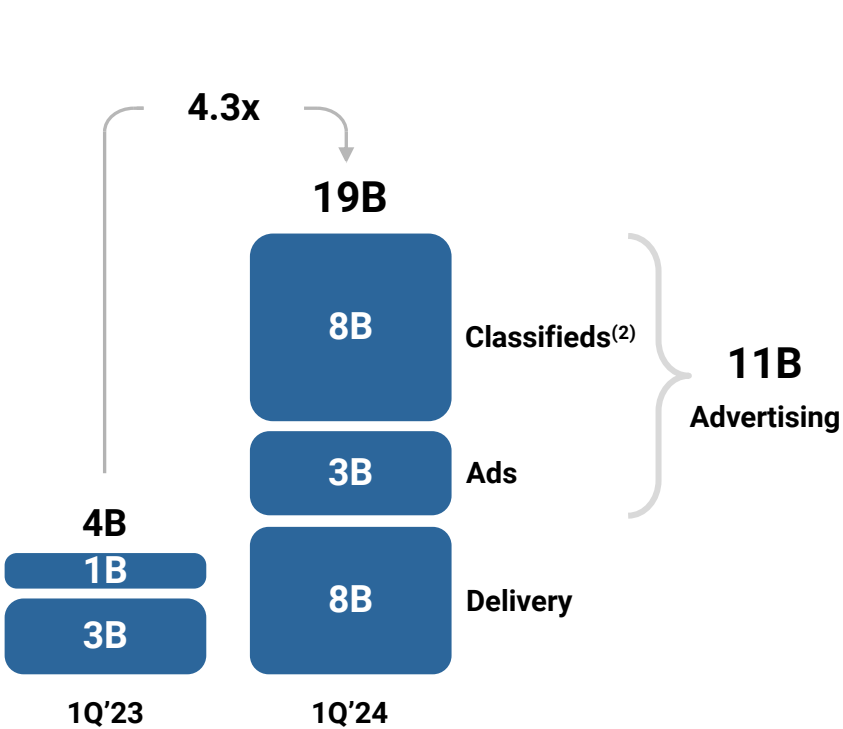 4.3x
19B
8B
Classifieds(2)
11B
Advertising
3B
Ads
4B
1B
8B
Delivery
3B
1Q’23
1Q’24